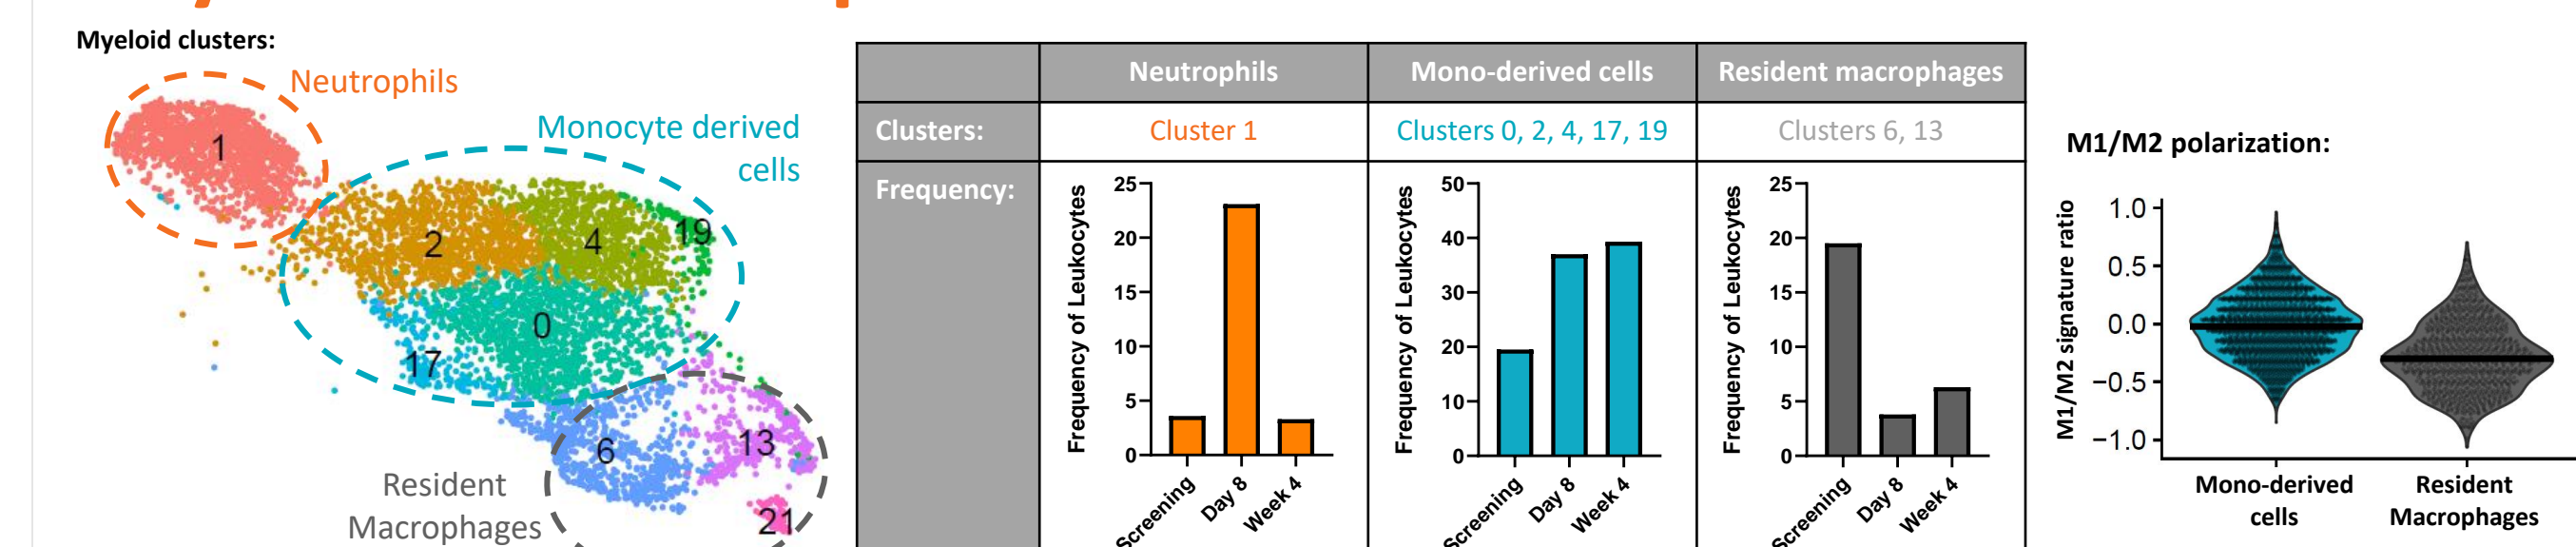 Myeloid clusters:
Neutrophils
Monocyte derived
cells
1
2
4
19
0
17
6
13
21
Resident
Macrophages
Neutrophils Mono-derived cells Resident macrophages
Clusters: Cluster 1 Clusters 0, 2, 4, 17, 19 Clusters 6, 13
Frequency:
Frequency of Leukocytes
25
20
15
10
5
0
Screening Day 8 Week 4
Frequency of Leukocytes
50
40
30
20
10
0
Screening Day 8 Week 4
Frequency of Leukocytes
25
20
15
10
5
0
Screening Day 8 Week 4
M1/M2 polarization:
M1/M2 signature ratio
1.0
0.5
0.0
−0.5
−1.0
Mono-derived
cells
Resident
Macrophages